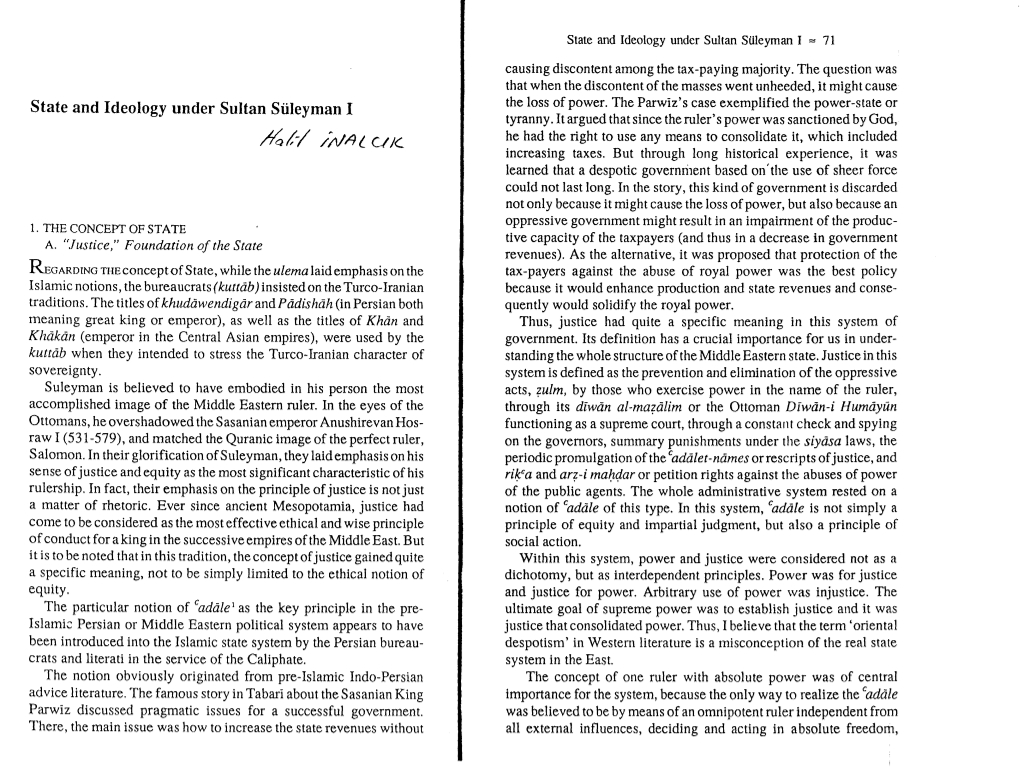 State and Ideology under Sultan Süleyman I
Halil İNALCIK
1. THE CONCEPT OF STATE
A. "Justice," Foundation of the State
REGARDING THE concept of State, while the ulema laid emphasis on the
Islamic notions, the bureaucrats (kuttâb) insisted on the Turco-Iranian
traditions. The titles of khudâwendigâr and Pâdishâh (in Persian both
meaning great king or emperor), as well as the titles of Khân and
Khâkân (emperor in the Central Asian empires), were used by the
kuttâb when they intended to stress the Turco-Iranian character of
sovereignty.
Suleyman is believed to have embodied in his person the most
accomplished image of the Middle Eastern ruler. In the eyes of the
Ottomans, he overshadowed the Sasanian emperor Anushirevan Hos-
raw I (531-579), and matched the Quranic image of the perfect ruler,
Salomon. In their glorification of Suleyman, they laid emphasis on his
sense of justice and equity as the most significant characteristic of his
rulership. In fact, their emphasis on the principle of justice is not just
a matter of rhetoric. Ever since ancient Mesopotamia, justice had
come to be considered as the most effective ethical and wise principle
of conduct for a king in the successive empires of the Middle East. But
it is to be noted that in this tradition, the concept of justice gained quite
a specific meaning, not to be simply limited to the ethical notion of
equity.
The particular notion of ᶜadâle¹ as the key principle in the pre-
Islamic Persian or Middle Eastern political system appears to have
been introduced into the Islamic state system by the Persian bureau-
crats and literati in the service of the Caliphate.
The notion obviously originated from pre-Islamic Indo-Persian
advice literature. The famous story in Tabari about the Sasanian King
Parwiz discussed pragmatic issues for a successful government.
There, the main issue was how to increase the state revenues without
State and Ideology under Sultan Süleyman I ≈ 71
causing discontent among the tax-paying majority. The question was
that when the discontent of the masses went unheeded, it might cause
the loss of power. The Parwîz's case exemplified the power-state or
tyranny. It argued that since the ruler's power was sanctioned by God,
he had the right to use any means to consolidate it, which included
increasing taxes. But through long historical experience, it was
learned that a despotic government based on the use of sheer force
could not last long. In the story, this kind of government is discarded
not only because it might cause the loss of power, but also because an
oppressive government might result in an impairment of the produc-
tive capacity of the taxpayers (and thus in a decrease in government
revenues). As the alternative, it was proposed that protection of the
tax-payers against the abuse of royal power was the best policy
because it would enhance production and state revenues and conse-
quently would solidify the royal power.
Thus, justice had quite a specific meaning in this system of
government. Its definition has a crucial importance for us in under-
standing the whole structure of the Middle Eastern state. Justice in this
system is defined as the prevention and elimination of the oppressive
acts, ẓulm, by those who exercise power in the name of the ruler,
through its dîwân al-maẓâlim or the Ottoman Dîwân-i Humâyûn
functioning as a supreme court, through a constant check and spying
on the governors, summary punishments under the siyâsa laws, the
periodic promulgation of the ᶜadâlet-nâmes or rescripts of justice, and
riḳᶜa and arẓ-i maḥḍar or petition rights against the abuses of power
of the public agents. The whole administrative system rested on a
notion of ᶜadâle of this type. In this system, ᶜadâle is not simply a
principle of equity and impartial judgment, but also a principle of
social action.
Within this system, power and justice were considered not as a
dichotomy, but as interdependent principles. Power was for justice
and justice for power. Arbitrary use of power was injustice. The
ultimate goal of supreme power was to establish justice and it was
justice that consolidated power. Thus, I believe that the term 'oriental
despotism' in Western literature is a misconception of the real state
system in the East.
The concept of one ruler with absolute power was of central
importance for the system, because the only way to realize the ᶜadâle
was believed to be by means of an omnipotent ruler independent from
all external influences, deciding and acting in absolute freedom,